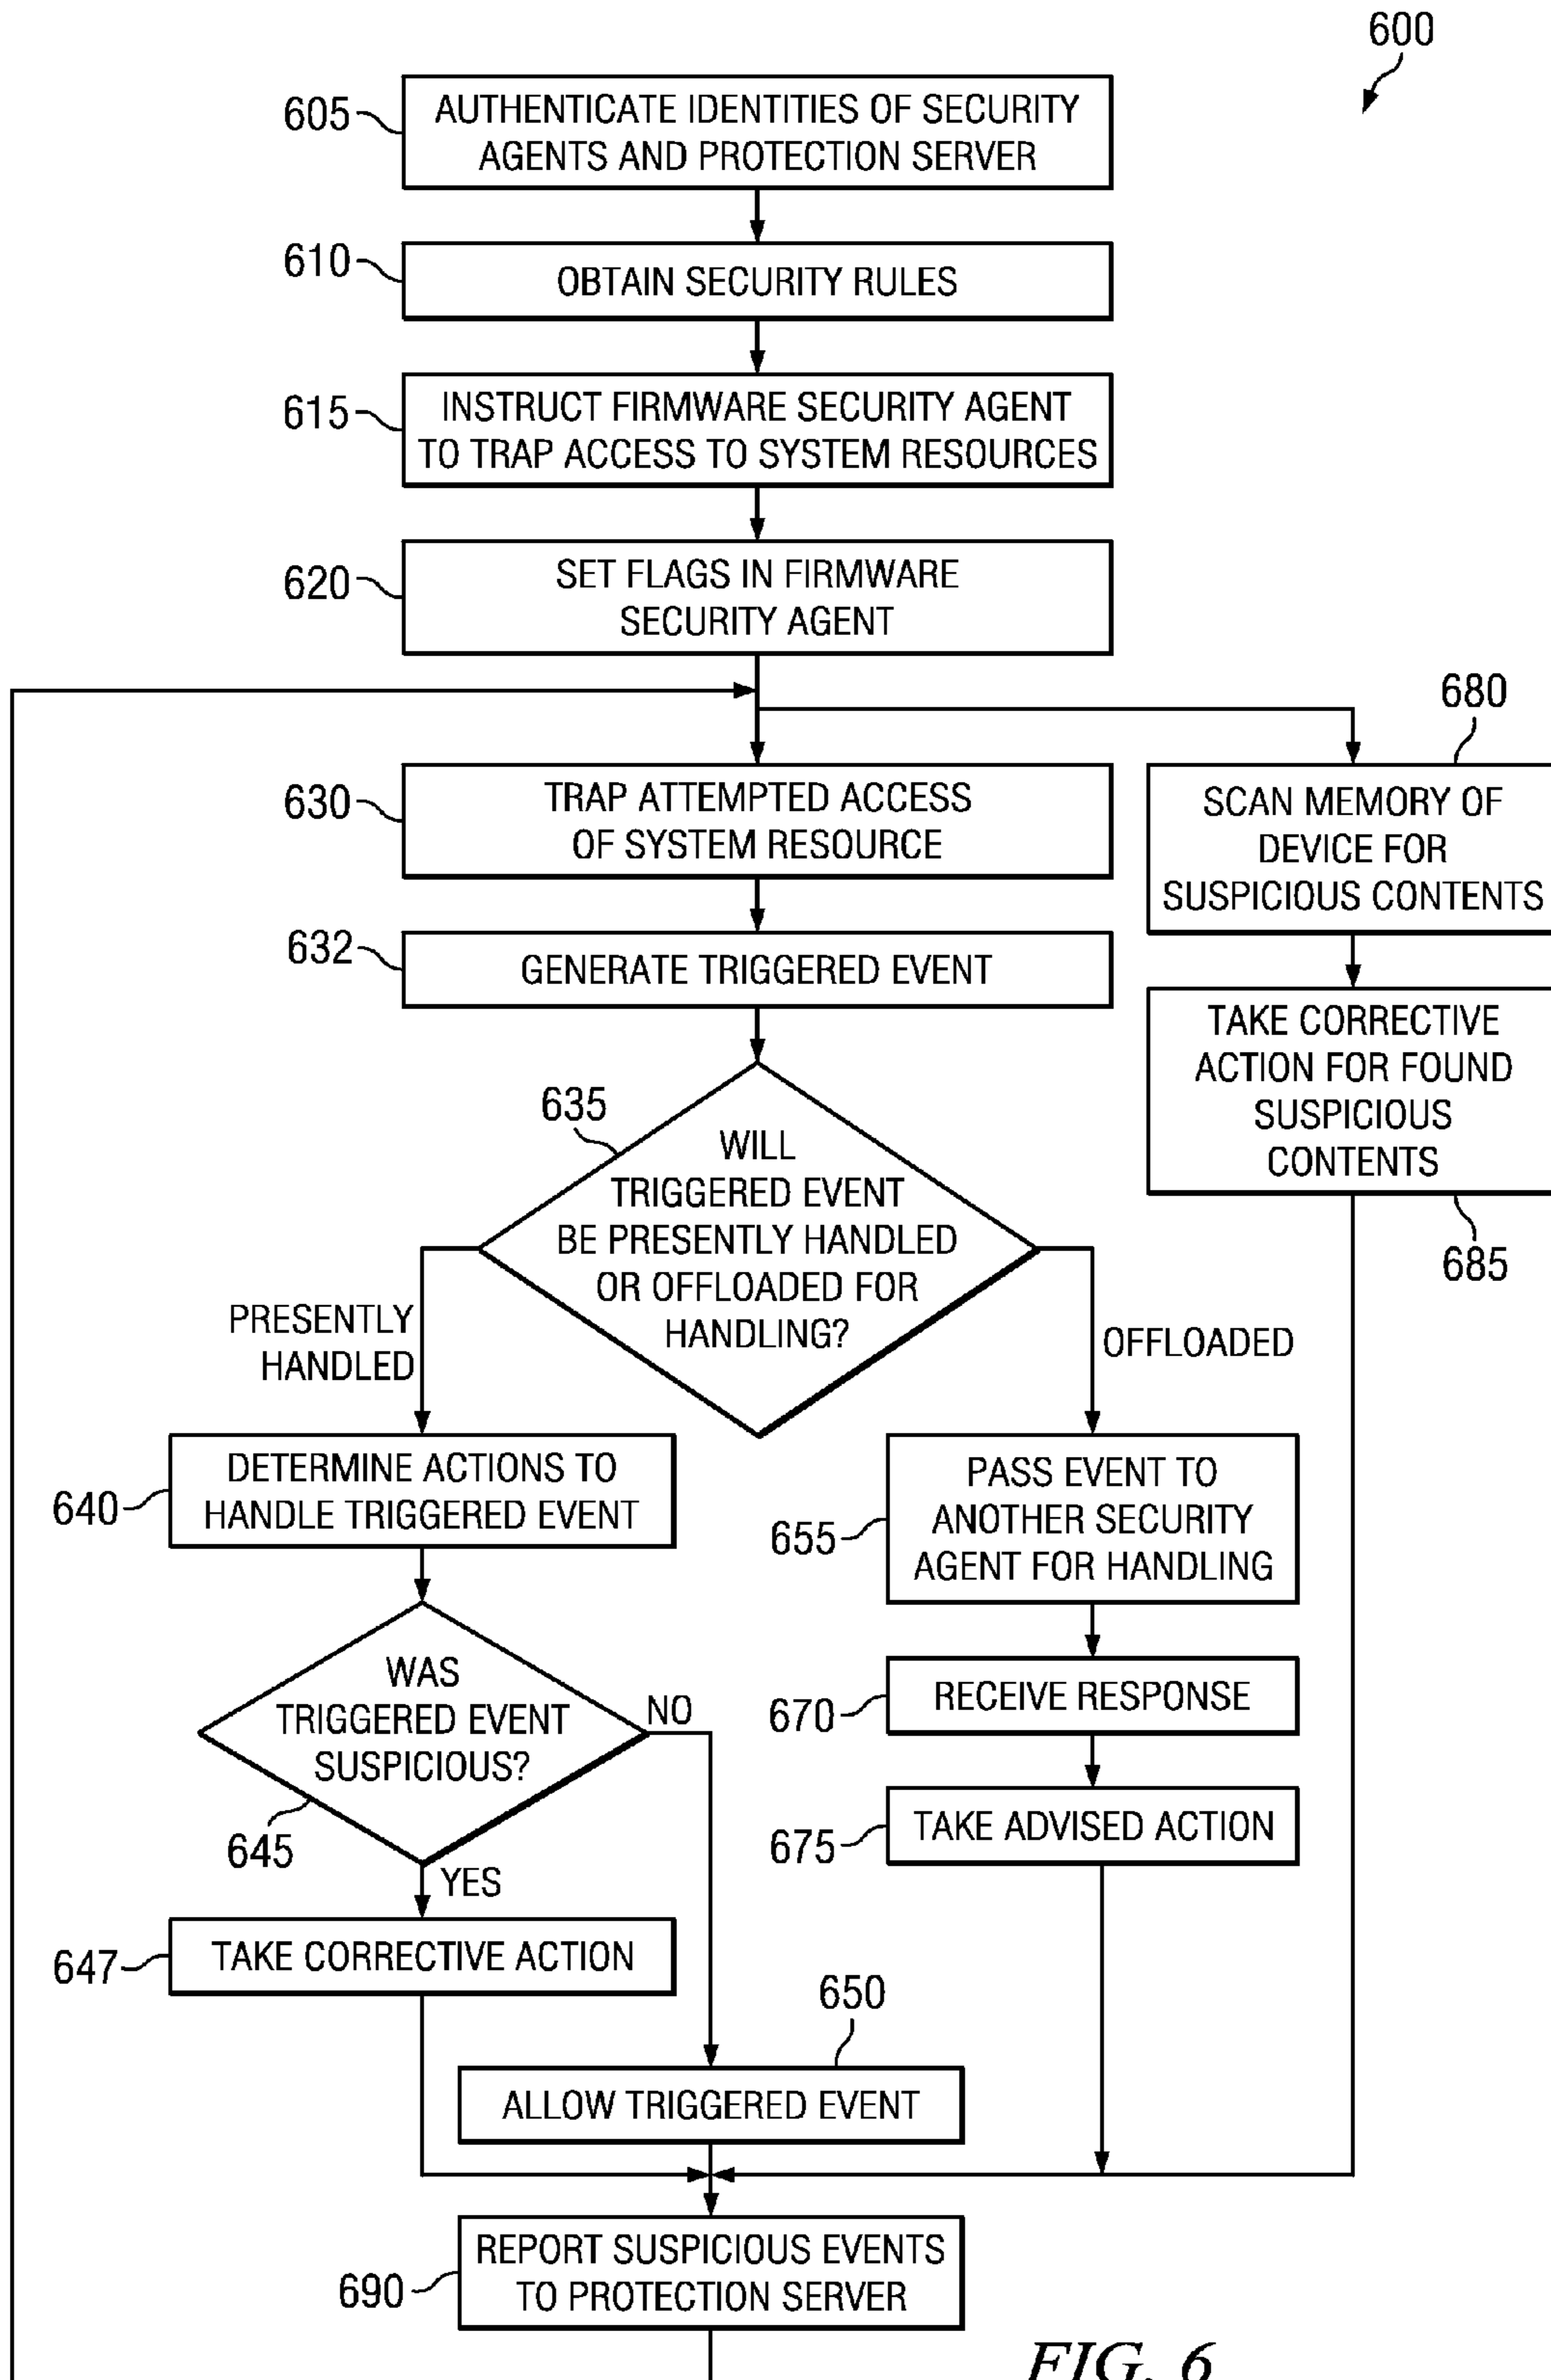 600
605
AUTHENTICATE IDENTITIES OF SECURITY
AGENTS AND PROTECTION SERVER
610
OBTAIN SECURITY RULES
615
INSTRUCT FIRMWARE SECURITY AGENT
TO TRAP ACCESS TO SYSTEM RESOURCES
620
SET FLAGS IN FIRMWARE
SECURITY AGENT
680
630
TRAP ATTEMPTED ACCESS
OF SYSTEM RESOURCE
SCAN MEMORY OF
DEVICE FOR
SUSPICIOUS CONTENTS
632
GENERATE TRIGGERED EVENT
TAKE CORRECTIVE
ACTION FOR FOUND
SUSPICIOUS
CONTENTS
685
635
WILL
TRIGGERED EVENT
BE PRESENTLY HANDLED
OR OFFLOADED FOR
HANDLING?
PRESENTLY
HANDLED
OFFLOADED
640
DETERMINE ACTIONS TO
HANDLE TRIGGERED EVENT
655
PASS EVENT TO
ANOTHER SECURITY
AGENT FOR HANDLING
WAS
TRIGGERED EVENT
SUSPICIOUS?
NO
645
YES
670
RECEIVE RESPONSE
675
TAKE ADVISED ACTION
647
TAKE CORRECTIVE ACTION
650
ALLOW TRIGGERED EVENT
690
REPORT SUSPICIOUS EVENTS
TO PROTECTION SERVER
FIG. 6